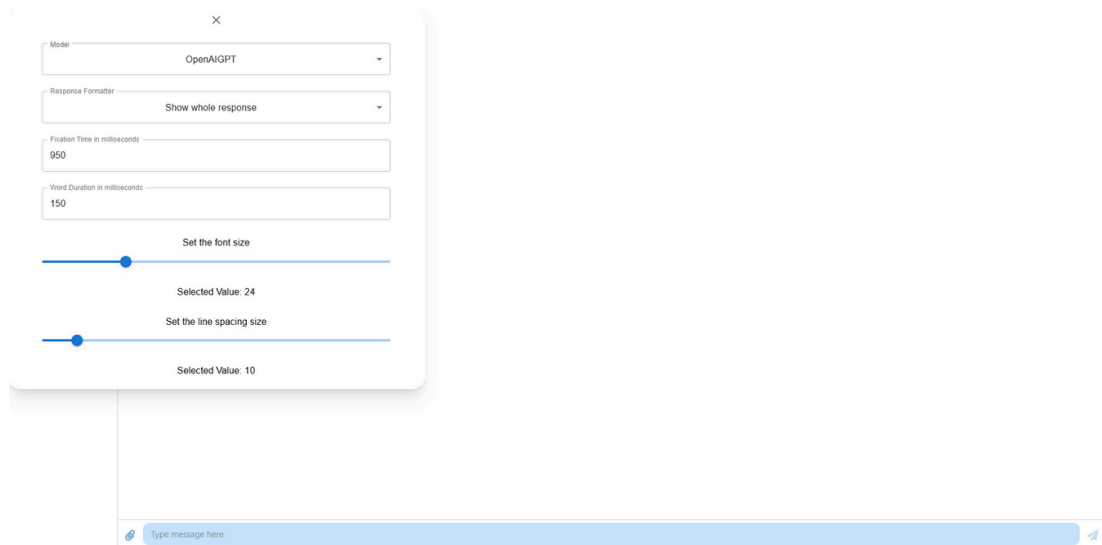 Model
OpenAIGPT
Response Formatter
Show whole response
Fixation Time in milliseconds
950
Word Duration in milliseconds
150
Set the font size
Selected Value: 24
Set the line spacing size
Selected Value: 10
Type message here